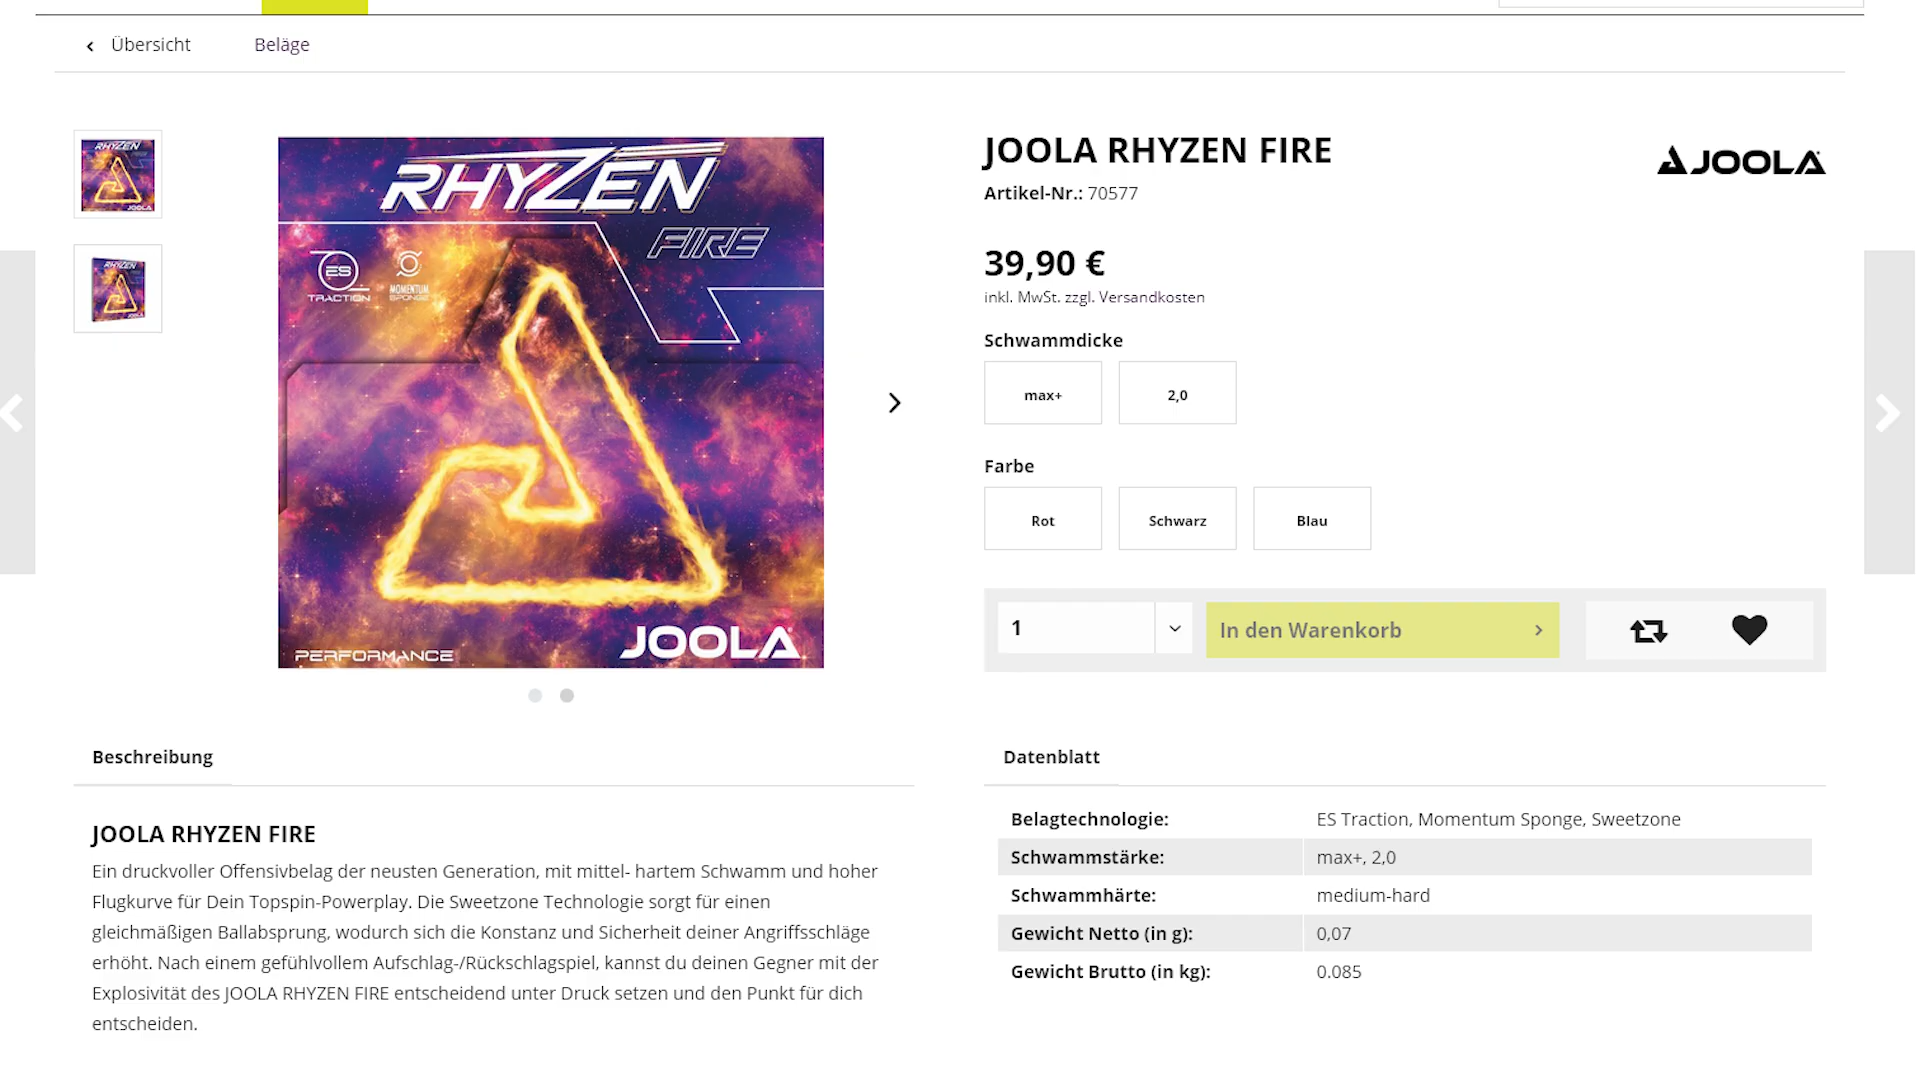 Übersicht
Beläge
RHYZEN
FIRE
ES
TRACTION
MOMENTUM
SPONGE
JOOLA
PERFORMANCE
RHYZEN
JOOLA
RHYZEN
JOOLA RHYZEN FIRE
JOOLA
Artikel-Nr.: 70577
39,90 €
inkl. MwSt. zzgl. Versandkosten
Schwammdicke
max+
2,0
Farbe
Rot
Schwarz
Blau
1
In den Warenkorb
Beschreibung
JOOLA RHYZEN FIRE
Ein druckvoller Offensivbelag der neusten Generation, mit mittel- hartem Schwamm und hoher
Flugkurve für Dein Topspin-Powerplay. Die Sweetzone Technologie sorgt für einen
gleichmäßigen Ballabsprung, wodurch sich die Konstanz und Sicherheit deiner Angriffsschläge
erhöht. Nach einem gefühlvollem Aufschlag-/Rückschlagspiel, kannst du deinen Gegner mit der
Explosivität des JOOLA RHYZEN FIRE entscheidend unter Druck setzen und den Punkt für dich
entscheiden.
Datenblatt
Belagtechnologie: ES Traction, Momentum Sponge, Sweetzone
Schwammstärke: max+, 2,0
Schwammhärte: medium-hard
Gewicht Netto (in g): 0,07
Gewicht Brutto (in kg): 0.085